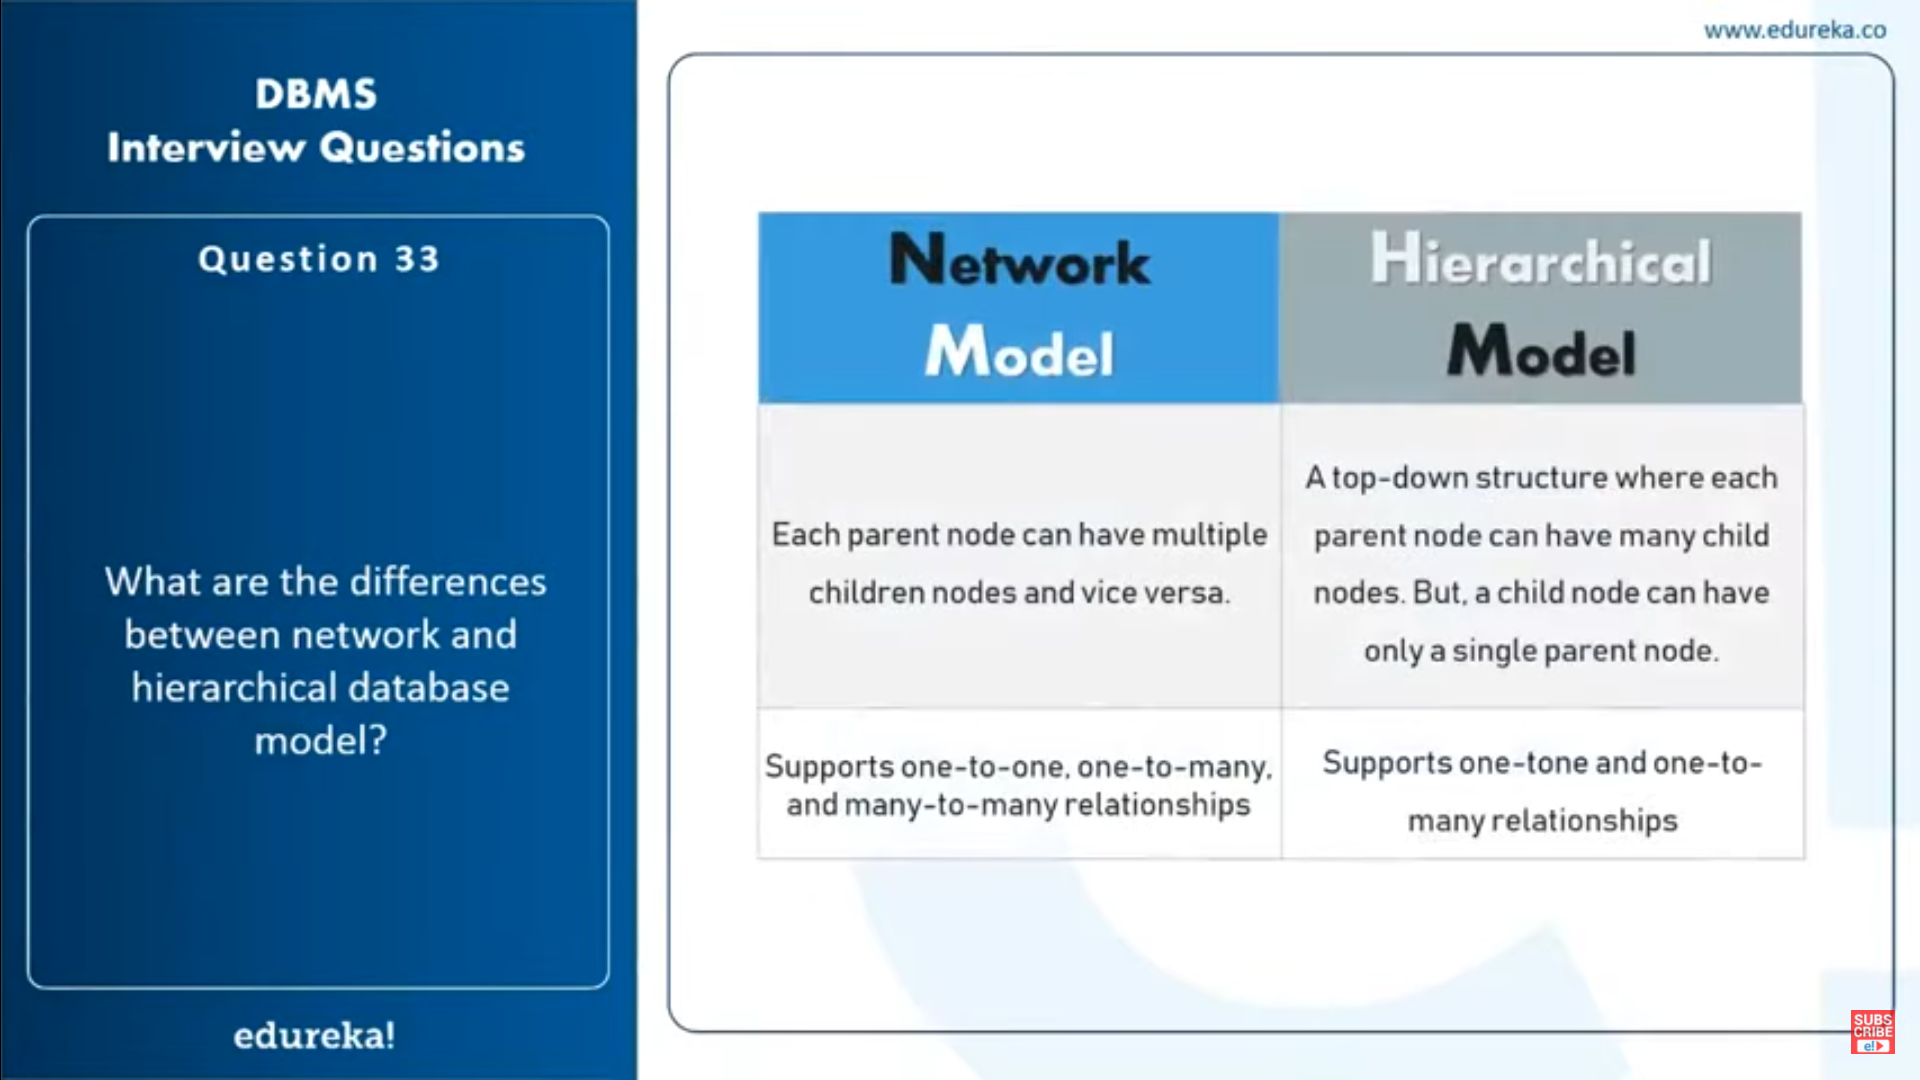 www.edureka.co
DBMS
Interview Questions
Question 33
What are the differences
between network and
hierarchical database
model?
edureka!
Network
Model
Hierarchical
Model
Each parent node can have multiple
children nodes and vice versa.
A top-down structure where each
parent node can have many child
nodes. But, a child node can have
only a single parent node.
Supports one-to-one, one-to-many,
and many-to-many relationships
Supports one-tone and one-to-
many relationships
SUBS
CRIBE
e!